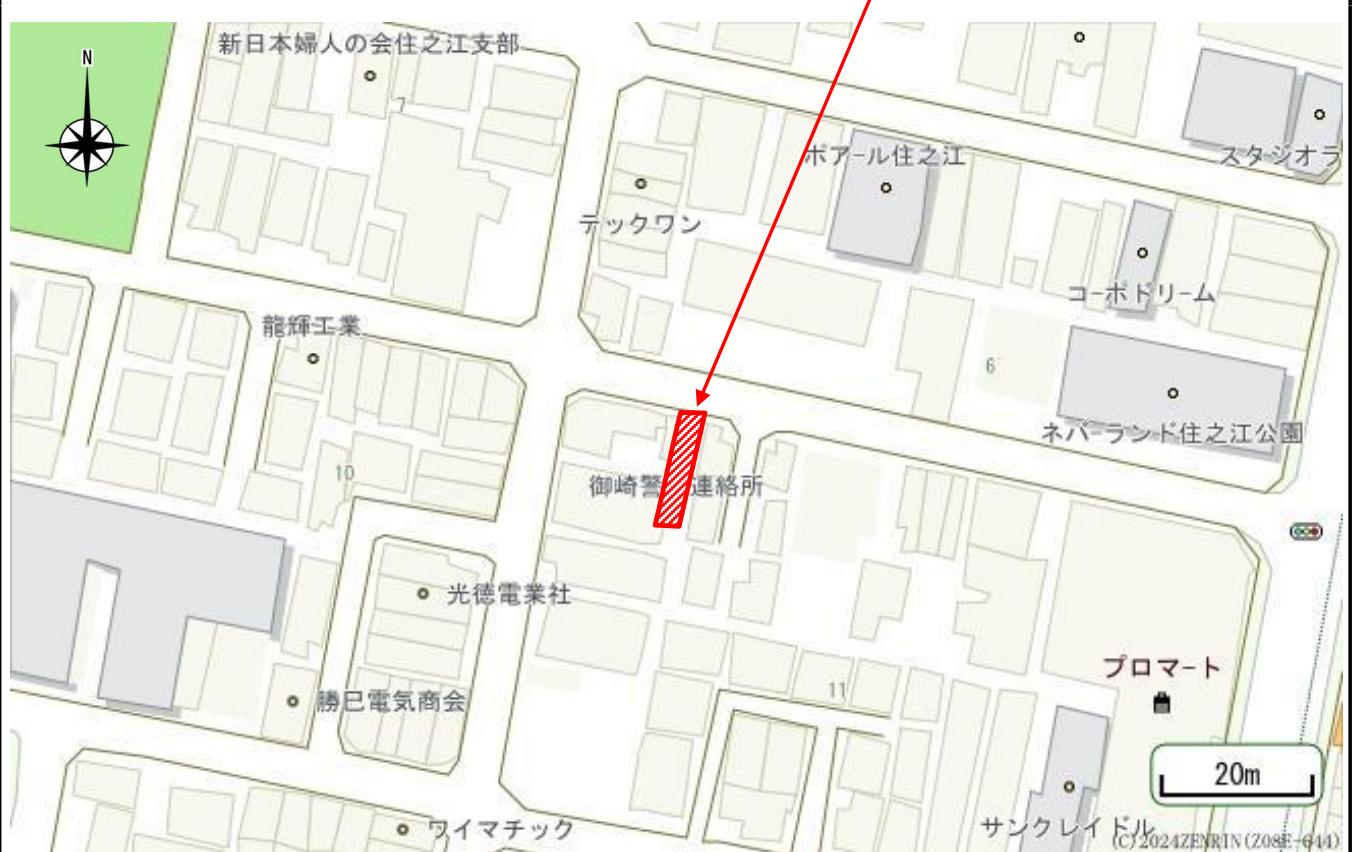 N
新日本婦人の会住之江支部
7
ボアール住之江
スタジオラ
テックワン
コーポドリーム
龍輝工業
6
ネバーランド住之江公園
10
御崎警
連絡所
光徳電業社
プロマート
11
勝巳電気商会
20m
ワイマチック
サンクレイドル
(C)2024ZENRIN(Z08E-644)